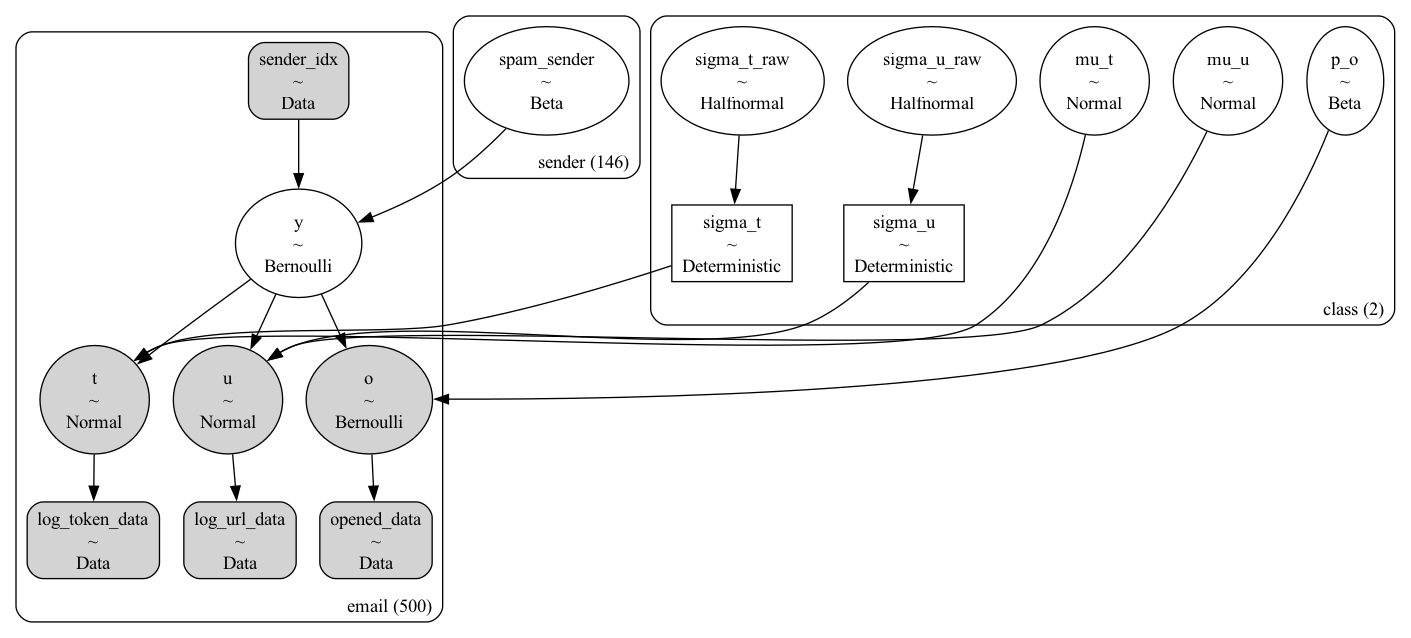 sender_idx
~
Data
spam_sender
~
Beta
sender (146)
sigma_t_raw
~
Halfnormal
sigma_u_raw
~
Halfnormal
mu_t
~
Normal
mu_u
~
Normal
p_o
~
Beta
y
~
Bernoulli
sigma_t
~
Deterministic
sigma_u
~
Deterministic
class (2)
t
~
Normal
u
~
Normal
o
~
Bernoulli
log_token_data
~
Data
log_url_data
~
Data
opened_data
~
Data
email (500)